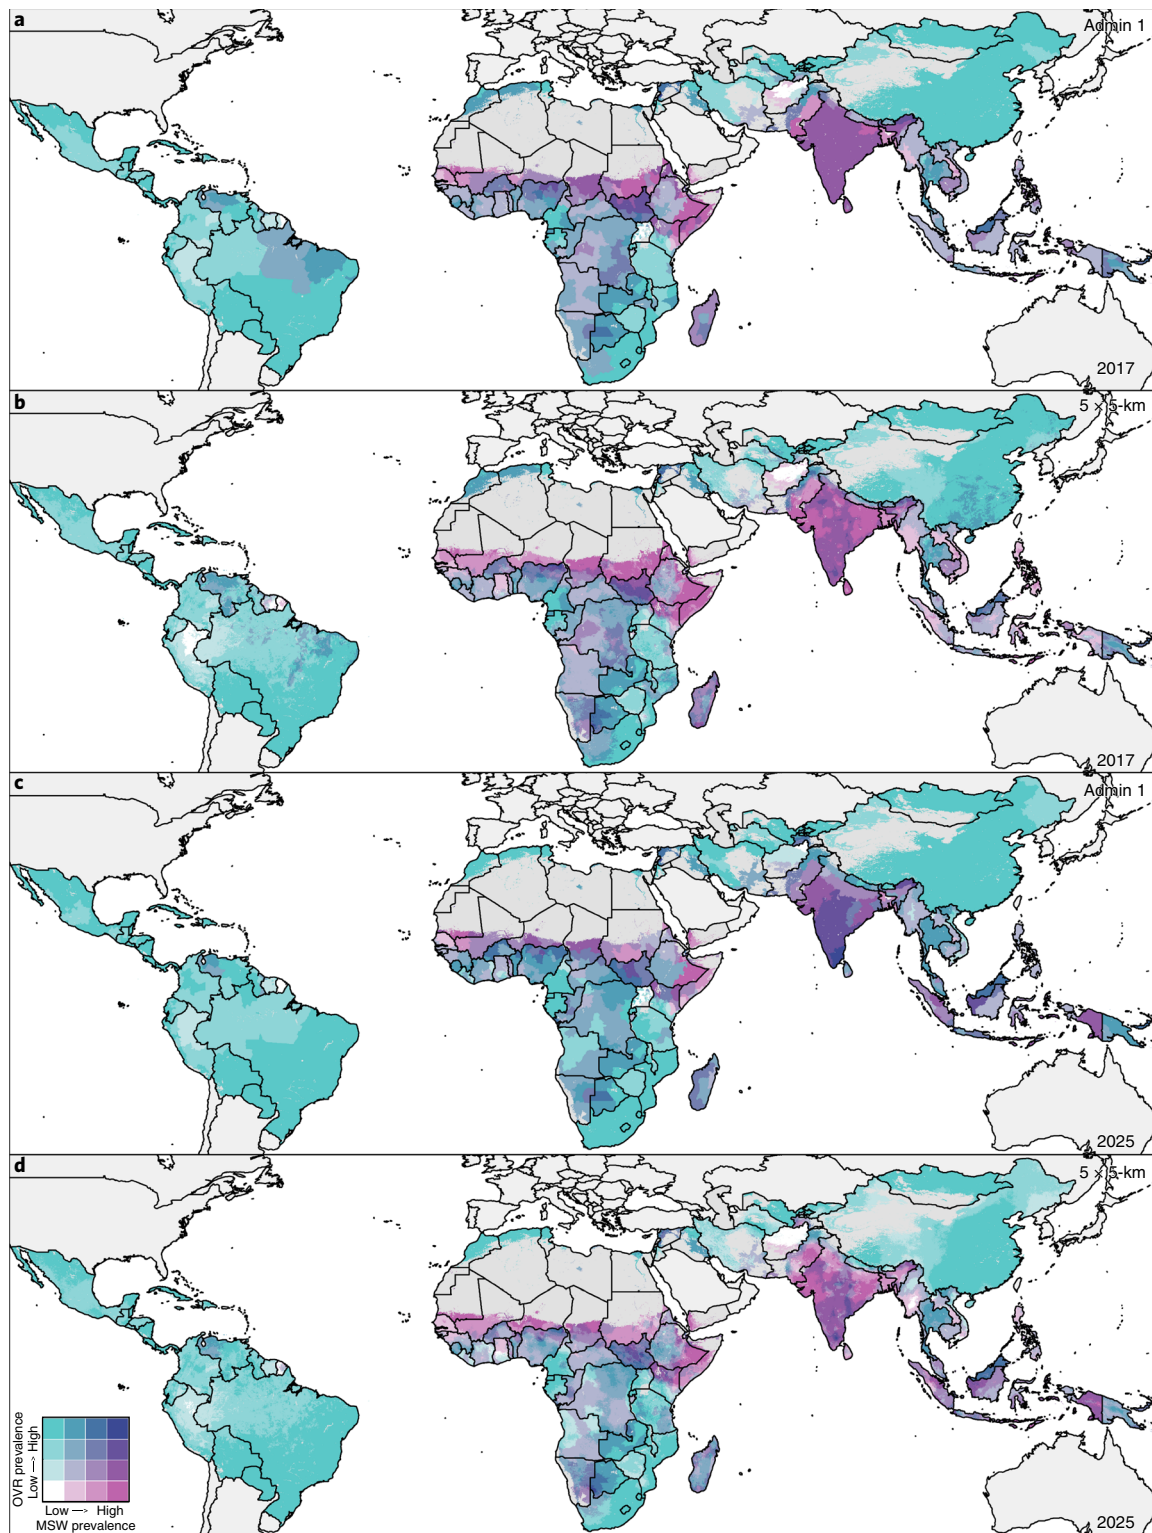 a
Admin 1
2017
b
5 × 5-km
2017
c
Admin 1
2025
d
5 × 5-km
OVR prevalence
Low —> High
Low —> High
MSW prevalence
2025